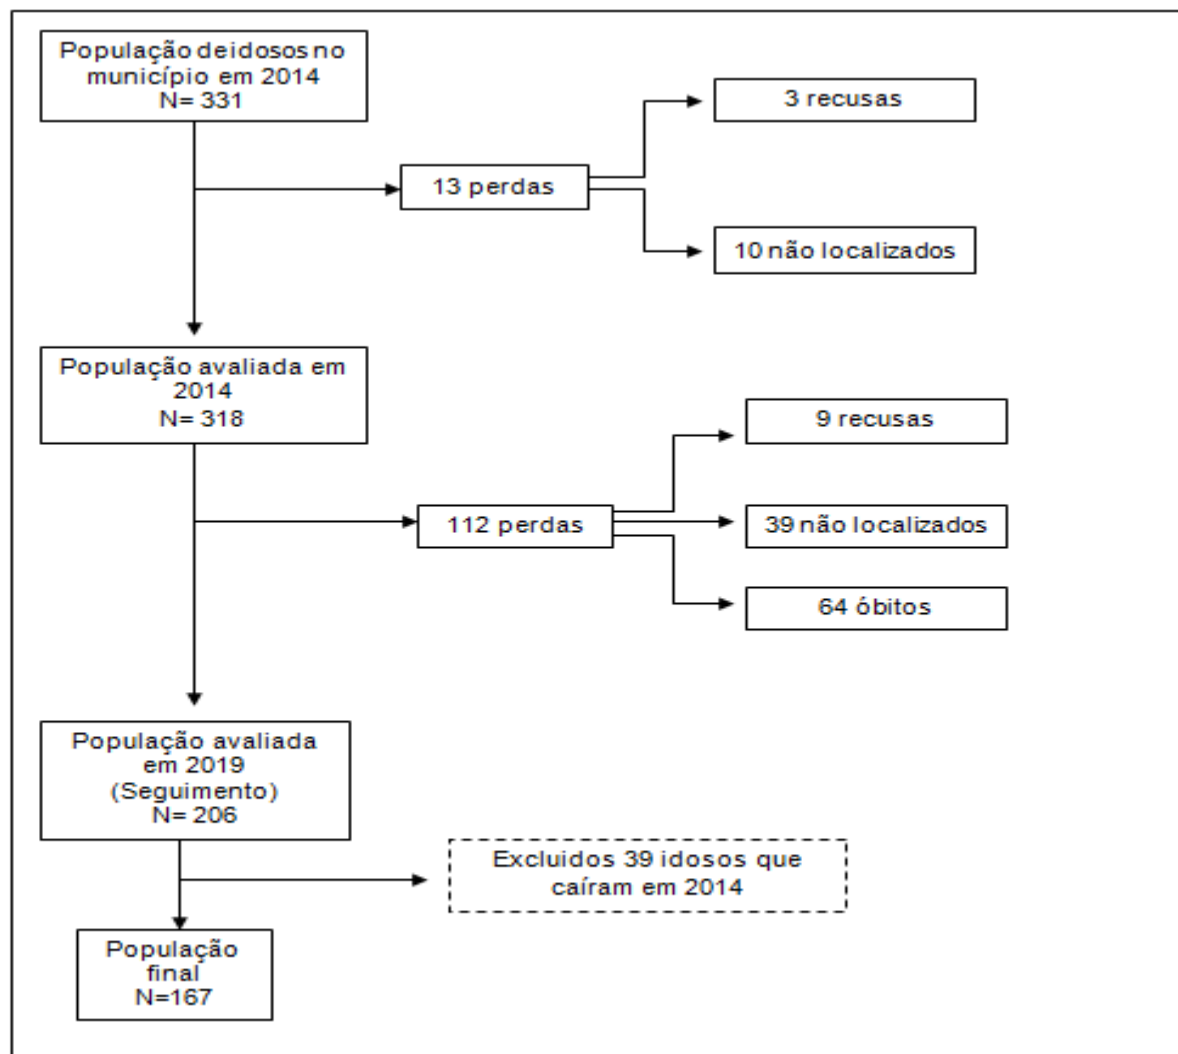 População de idosos no
município em 2014
N= 331
3 recusas
13 perdas
10 não localizados
População avaliada em
2014
N= 318
9 recusas
112 perdas
39 não localizados
64 óbitos
População avaliada
em 2019
(Seguimento)
N= 206
Excluidos 39 idosos que
caíram em 2014
População
final
N=167